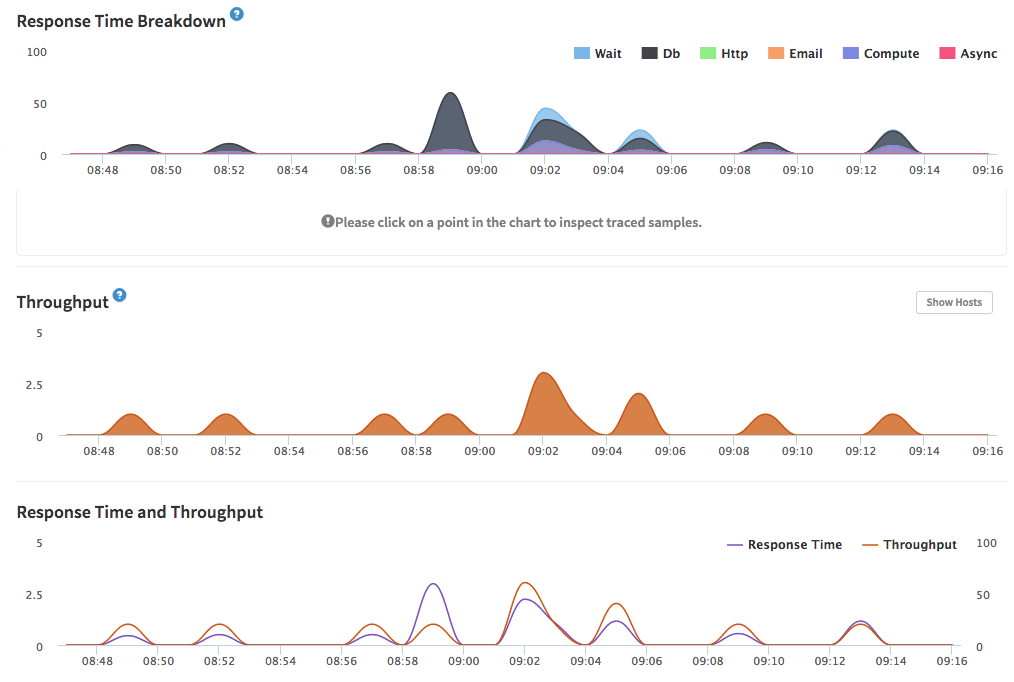 Response Time Breakdown ?
100
Wait Db Http Email Compute Async
50
0
08:48 08:50 08:52 08:54 08:56 08:58 09:00 09:02 09:04 09:06 09:08 09:10 09:12 09:14 09:16
!Please click on a point in the chart to inspect traced samples.
Throughput ?
Show Hosts
5
2.5
0
08:48 08:50 08:52 08:54 08:56 08:58 09:00 09:02 09:04 09:06 09:08 09:10 09:12 09:14 09:16
Response Time and Throughput
5 Response Time Throughput 100
2.5 50
0 0
08:48 08:50 08:52 08:54 08:56 08:58 09:00 09:02 09:04 09:06 09:08 09:10 09:12 09:14 09:16